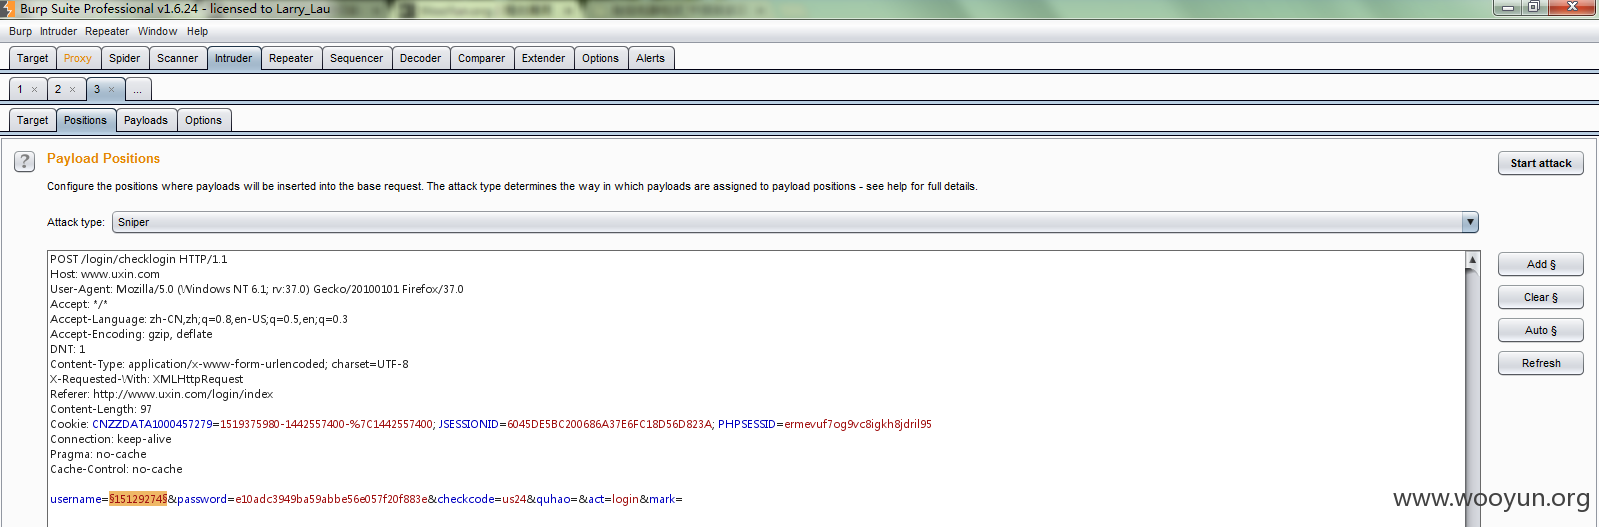 Burp Suite Professional v1.6.24 - licensed to Larry_Lau
Burp Intruder Repeater Window Help
Target Proxy Spider Scanner Intruder Repeater Sequencer Decoder Comparer Extender Options Alerts
1 × 2 × 3 × ...
Target Positions Payloads Options
? Payload Positions
Start attack
Configure the positions where payloads will be inserted into the base request. The attack type determines the way in which payloads are assigned to payload positions - see help for full details.
Attack type: Sniper
POST /login/checklogin HTTP/1.1
Host: www.uxin.com
User-Agent: Mozilla/5.0 (Windows NT 6.1; rv:37.0) Gecko/20100101 Firefox/37.0
Accept: */*
Accept-Language: zh-CN,zh;q=0.8,en-US;q=0.5,en;q=0.3
Accept-Encoding: gzip, deflate
DNT: 1
Content-Type: application/x-www-form-urlencoded; charset=UTF-8
X-Requested-With: XMLHttpRequest
Referer: http://www.uxin.com/login/index
Content-Length: 97
Cookie: CNZZDATA1000457279=1519375980-1442557400-%7C1442557400; JSESSIONID=6045DE5BC200686A37E6FC18D56D823A; PHPSESSID=ermevuf7og9vc8igkh8jdril95
Connection: keep-alive
Pragma: no-cache
Cache-Control: no-cache
username=§15129274§&password=e10adc3949ba59abbe56e057f20f883e&checkcode=us24&quhao=&act=login&mark=
Add §
Clear §
Auto §
Refresh
www.wooyun.org